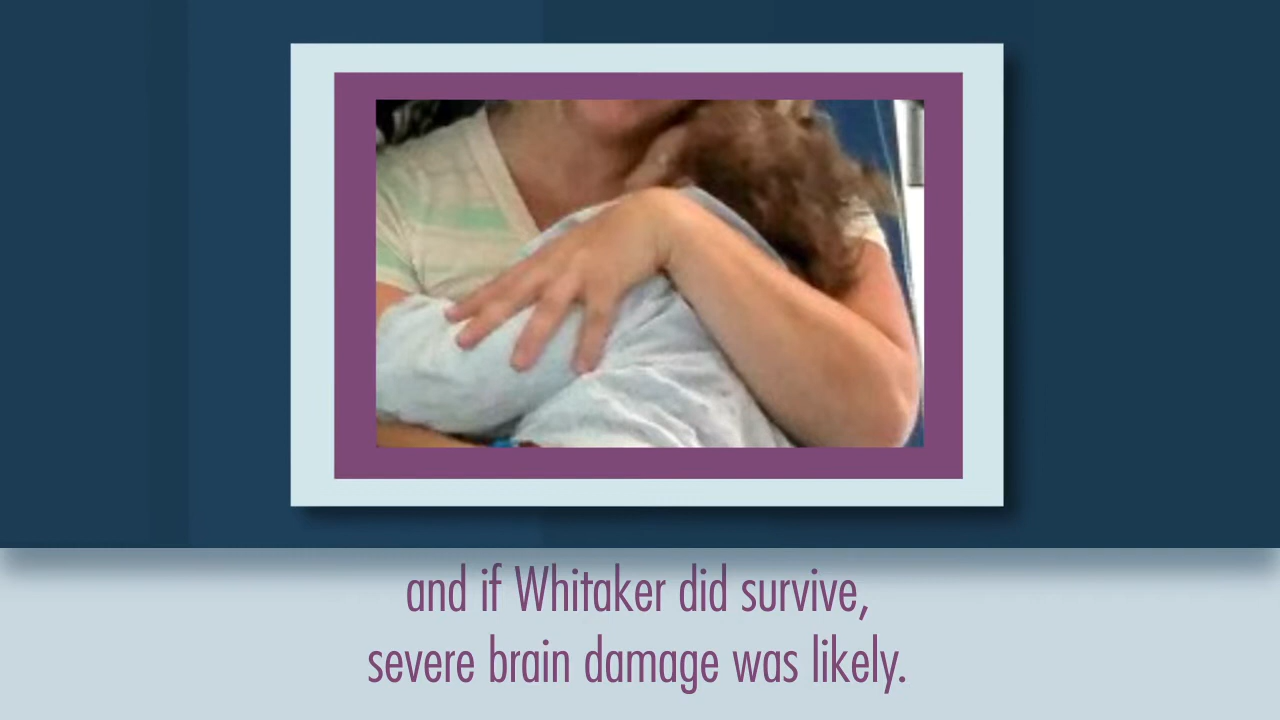 and if Whitaker did survive,
severe brain damage was likely.